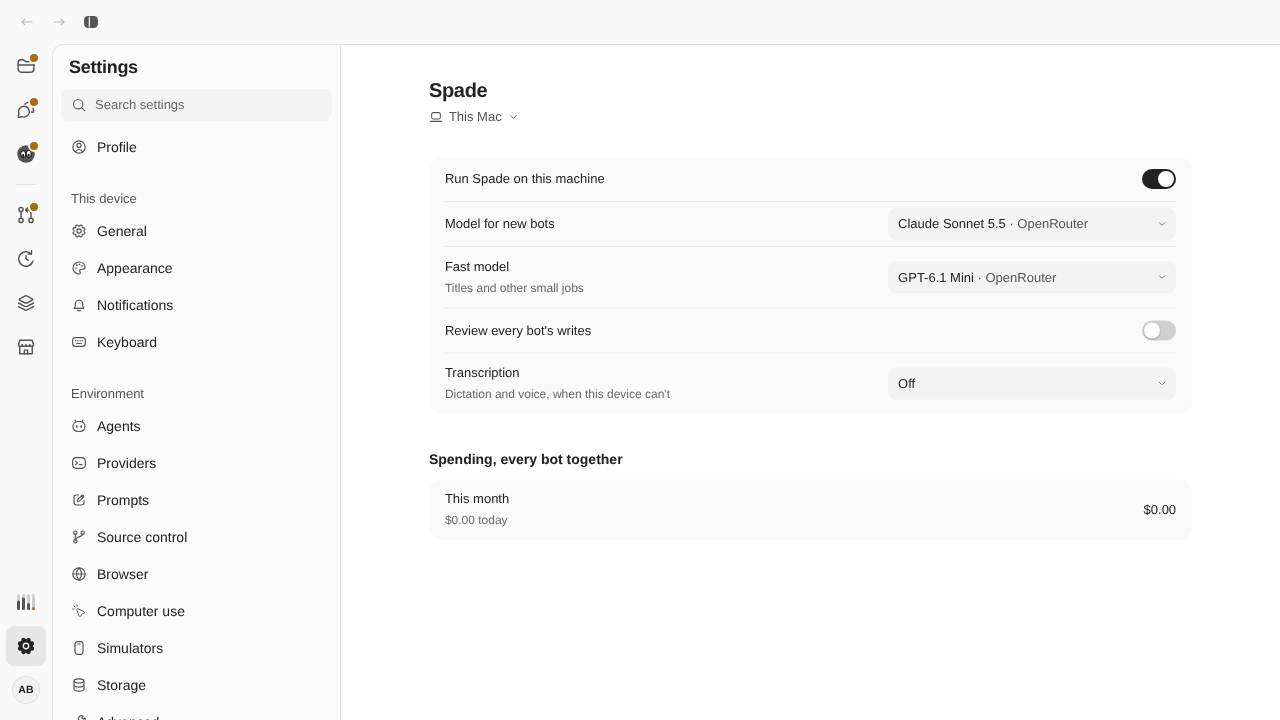 Settings
Search settings
Profile
This device
General
Appearance
Notifications
Keyboard
Environment
Agents
Providers
Prompts
Source control
Browser
Computer use
Simulators
Storage
Advanced
AB
Spade
This Mac
Run Spade on this machine
Model for new bots
Claude Sonnet 5.5 · OpenRouter
Fast model
Titles and other small jobs
GPT-6.1 Mini · OpenRouter
Review every bot's writes
Transcription
Dictation and voice, when this device can't
Off
Spending, every bot together
This month
$0.00 today
$0.00